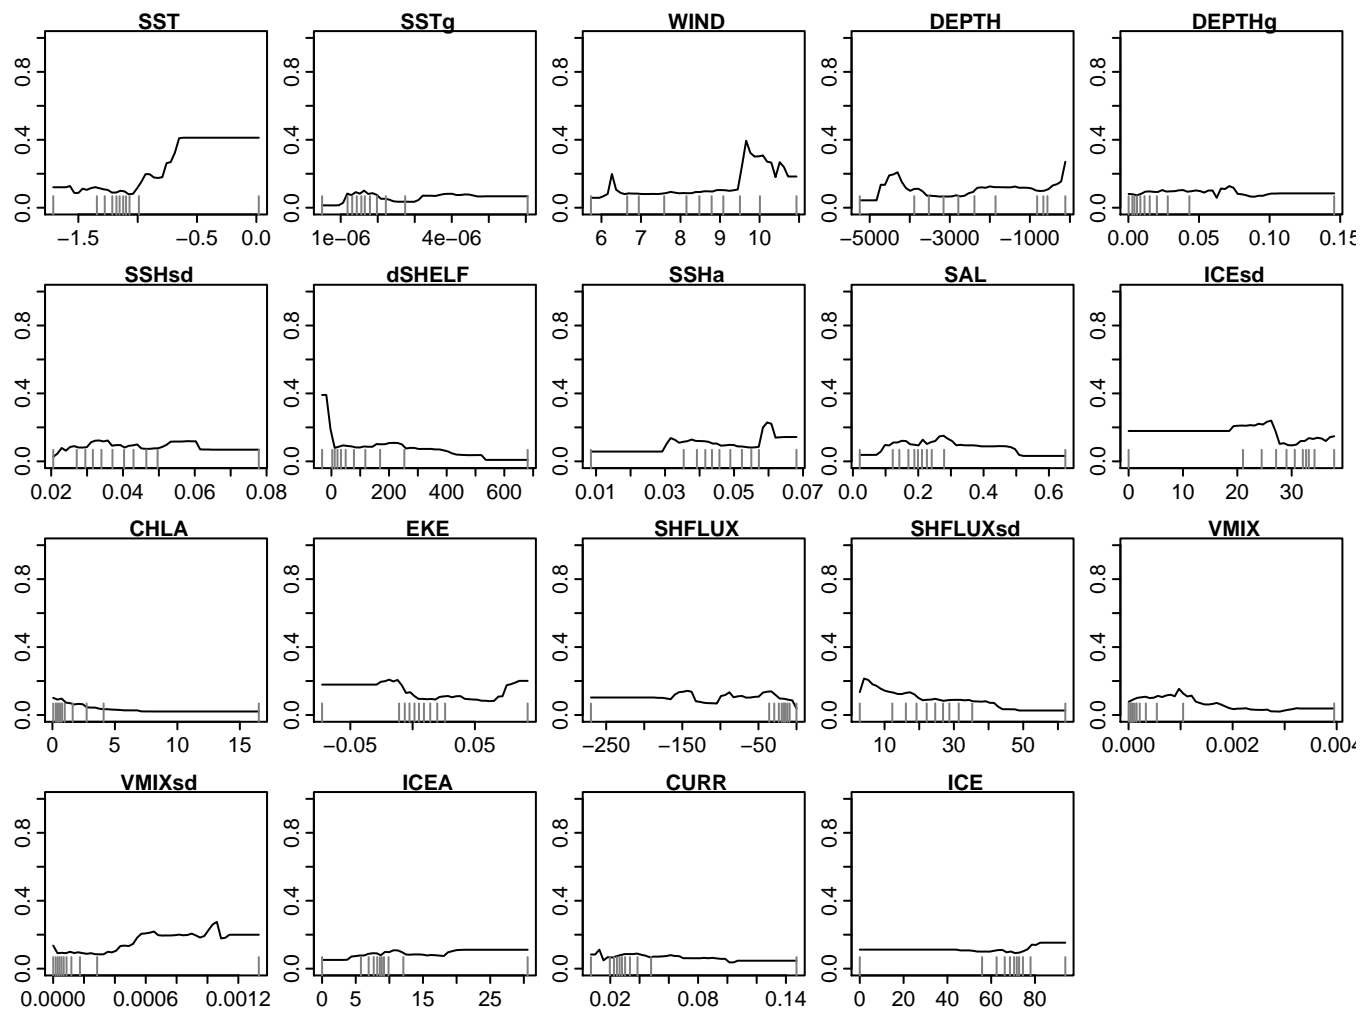 SST SSTg WIND DEPTH DEPTHg
0.0 0.4 0.8 0.0 0.4 0.8 0.0 0.4 0.8 0.0 0.4 0.8 0.0 0.4 0.8
−1.5 −0.5 0.0 1e−06 4e−06 6 7 8 9 10 −5000 −3000 −1000 0.00 0.05 0.10 0.15
SSHsd dSHELF SSHa SAL ICEsd
0.0 0.4 0.8 0.0 0.4 0.8 0.0 0.4 0.8 0.0 0.4 0.8 0.0 0.4 0.8
0.02 0.04 0.06 0.08 0 200 400 600 0.01 0.03 0.05 0.07 0.0 0.2 0.4 0.6 0 10 20 30
CHLA EKE SHFLUX SHFLUXsd VMIX
0.0 0.4 0.8 0.0 0.4 0.8 0.0 0.4 0.8 0.0 0.4 0.8 0.0 0.4 0.8
0 5 10 15 −0.05 0.05 −250 −150 −50 10 30 50 0.000 0.002 0.004
VMIXsd ICEA CURR ICE
0.0 0.4 0.8 0.0 0.4 0.8 0.0 0.4 0.8 0.0 0.4 0.8
0.0000 0.0006 0.0012 0 5 15 25 0.02 0.08 0.14 0 20 40 60 80